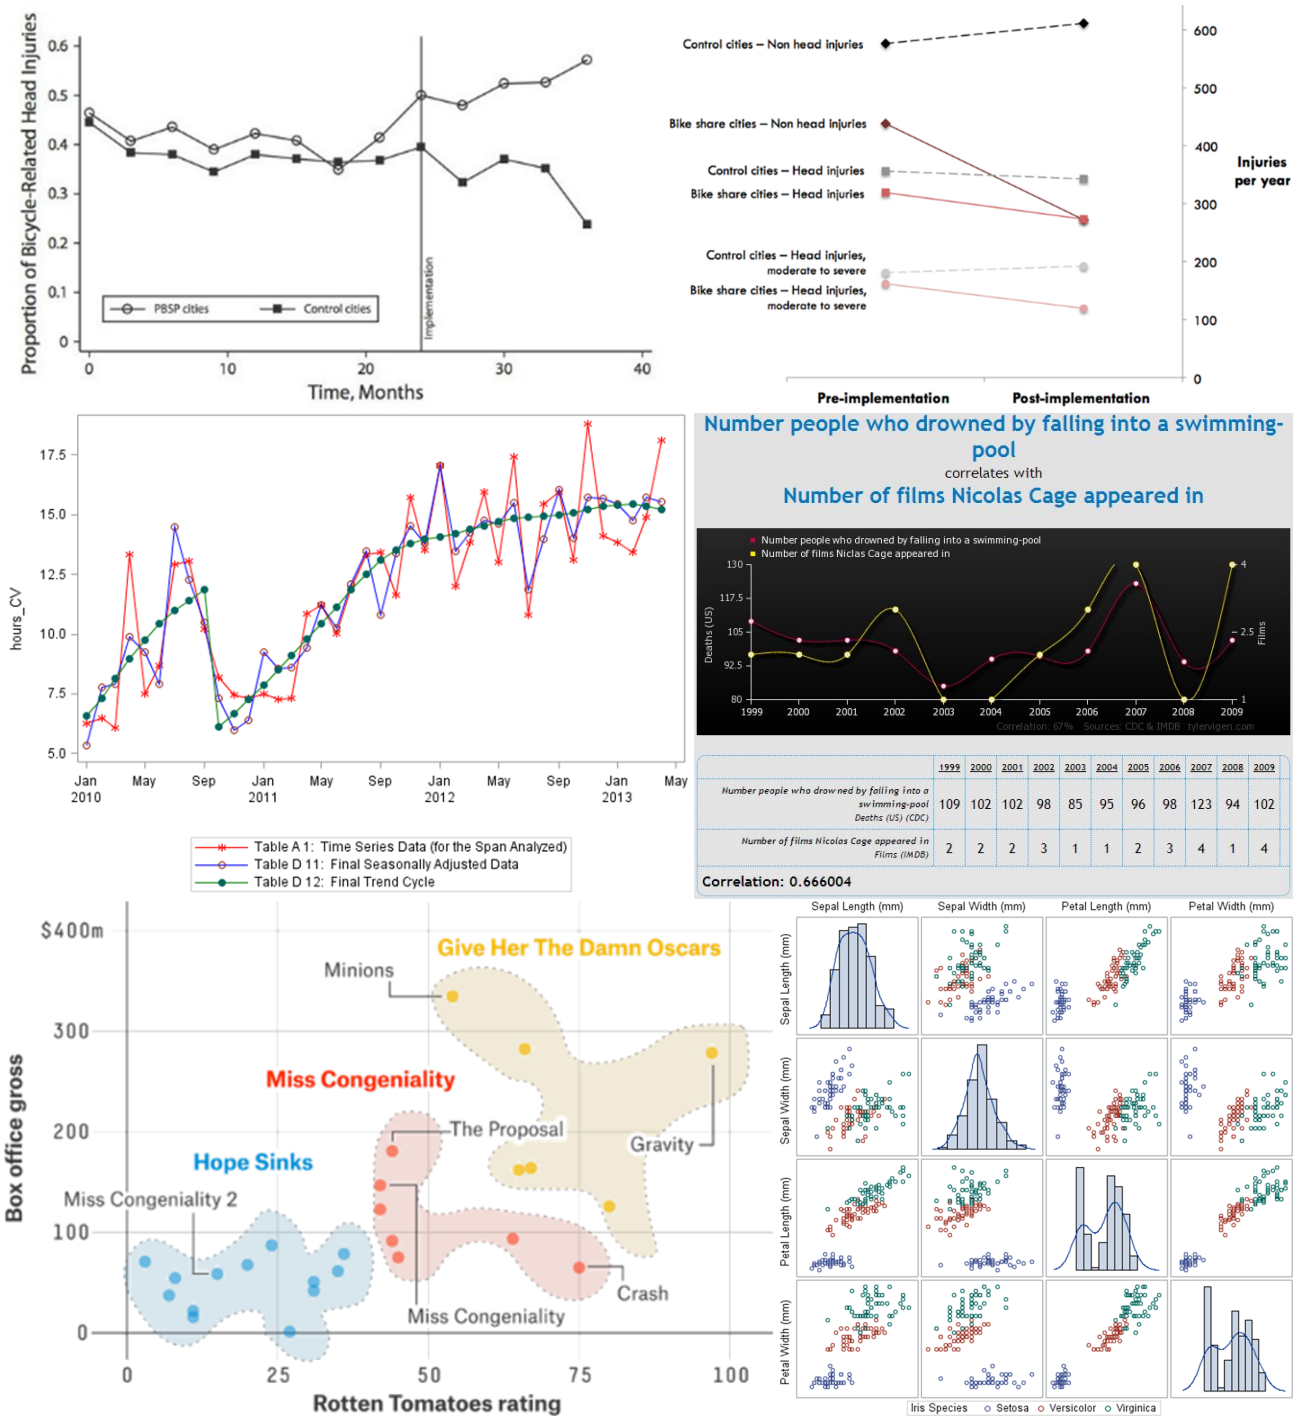 Proportion of Bicycle-Related Head Injuries
0.6
0.5
0.4
0.3
0.2
0.1
0
PBSP cities
Control cities
Implementation
0
10
20
30
40
Time, Months
Control cities – Non head injuries
Bike share cities – Non head injuries
Control cities – Head injuries
Bike share cities – Head injuries
Control cities – Head injuries,
moderate to severe
Bike share cities – Head injuries,
moderate to severe
600
500
400
300
200
100
0
Injuries
per year
Pre-implementation
Post-implementation
hours_CV
17.5
15.0
12.5
10.0
7.5
5.0
Jan May Sep Jan May Sep Jan May Sep Jan May
2010 2011 2012 2013
Table A 1: Time Series Data (for the Span Analyzed)
Table D 11: Final Seasonally Adjusted Data
Table D 12: Final Trend Cycle
Number people who drowned by falling into a swimming-
pool
correlates with
Number of films Nicolas Cage appeared in
Number people who drowned by falling into a swimming-pool
Number of films Niclas Cage appeared in
Deaths (US)
130
117.5
105
92.5
80
4
2.5
1
Films
1999 2000 2001 2002 2003 2004 2005 2006 2007 2008 2009
Correlation: 67% Sources: CDC & IMDB tylervigen.com
1999 2000 2001 2002 2003 2004 2005 2006 2007 2008 2009
Number people who drowned by falling into a
swimming-pool
Deaths (US) (CDC)
109 102 102 98 85 95 96 98 123 94 102
Number of films Nicolas Cage appeared in
Films (IMDB)
2 2 2 3 1 1 2 3 4 1 4
Correlation: 0.666004
Box office gross
$400m
300
200
100
0
Give Her The Damn Oscars
Minions
Miss Congeniality
The Proposal
Gravity
Hope Sinks
Miss Congeniality 2
Crash
Miss Congeniality
0
25
50
75
100
Rotten Tomatoes rating
Sepal Length (mm)
Sepal Width (mm)
Petal Length (mm)
Petal Width (mm)
Sepal Length (mm)
Sepal Width (mm)
Petal Length (mm)
Petal Width (mm)
Iris Species Setosa Versicolor Virginica